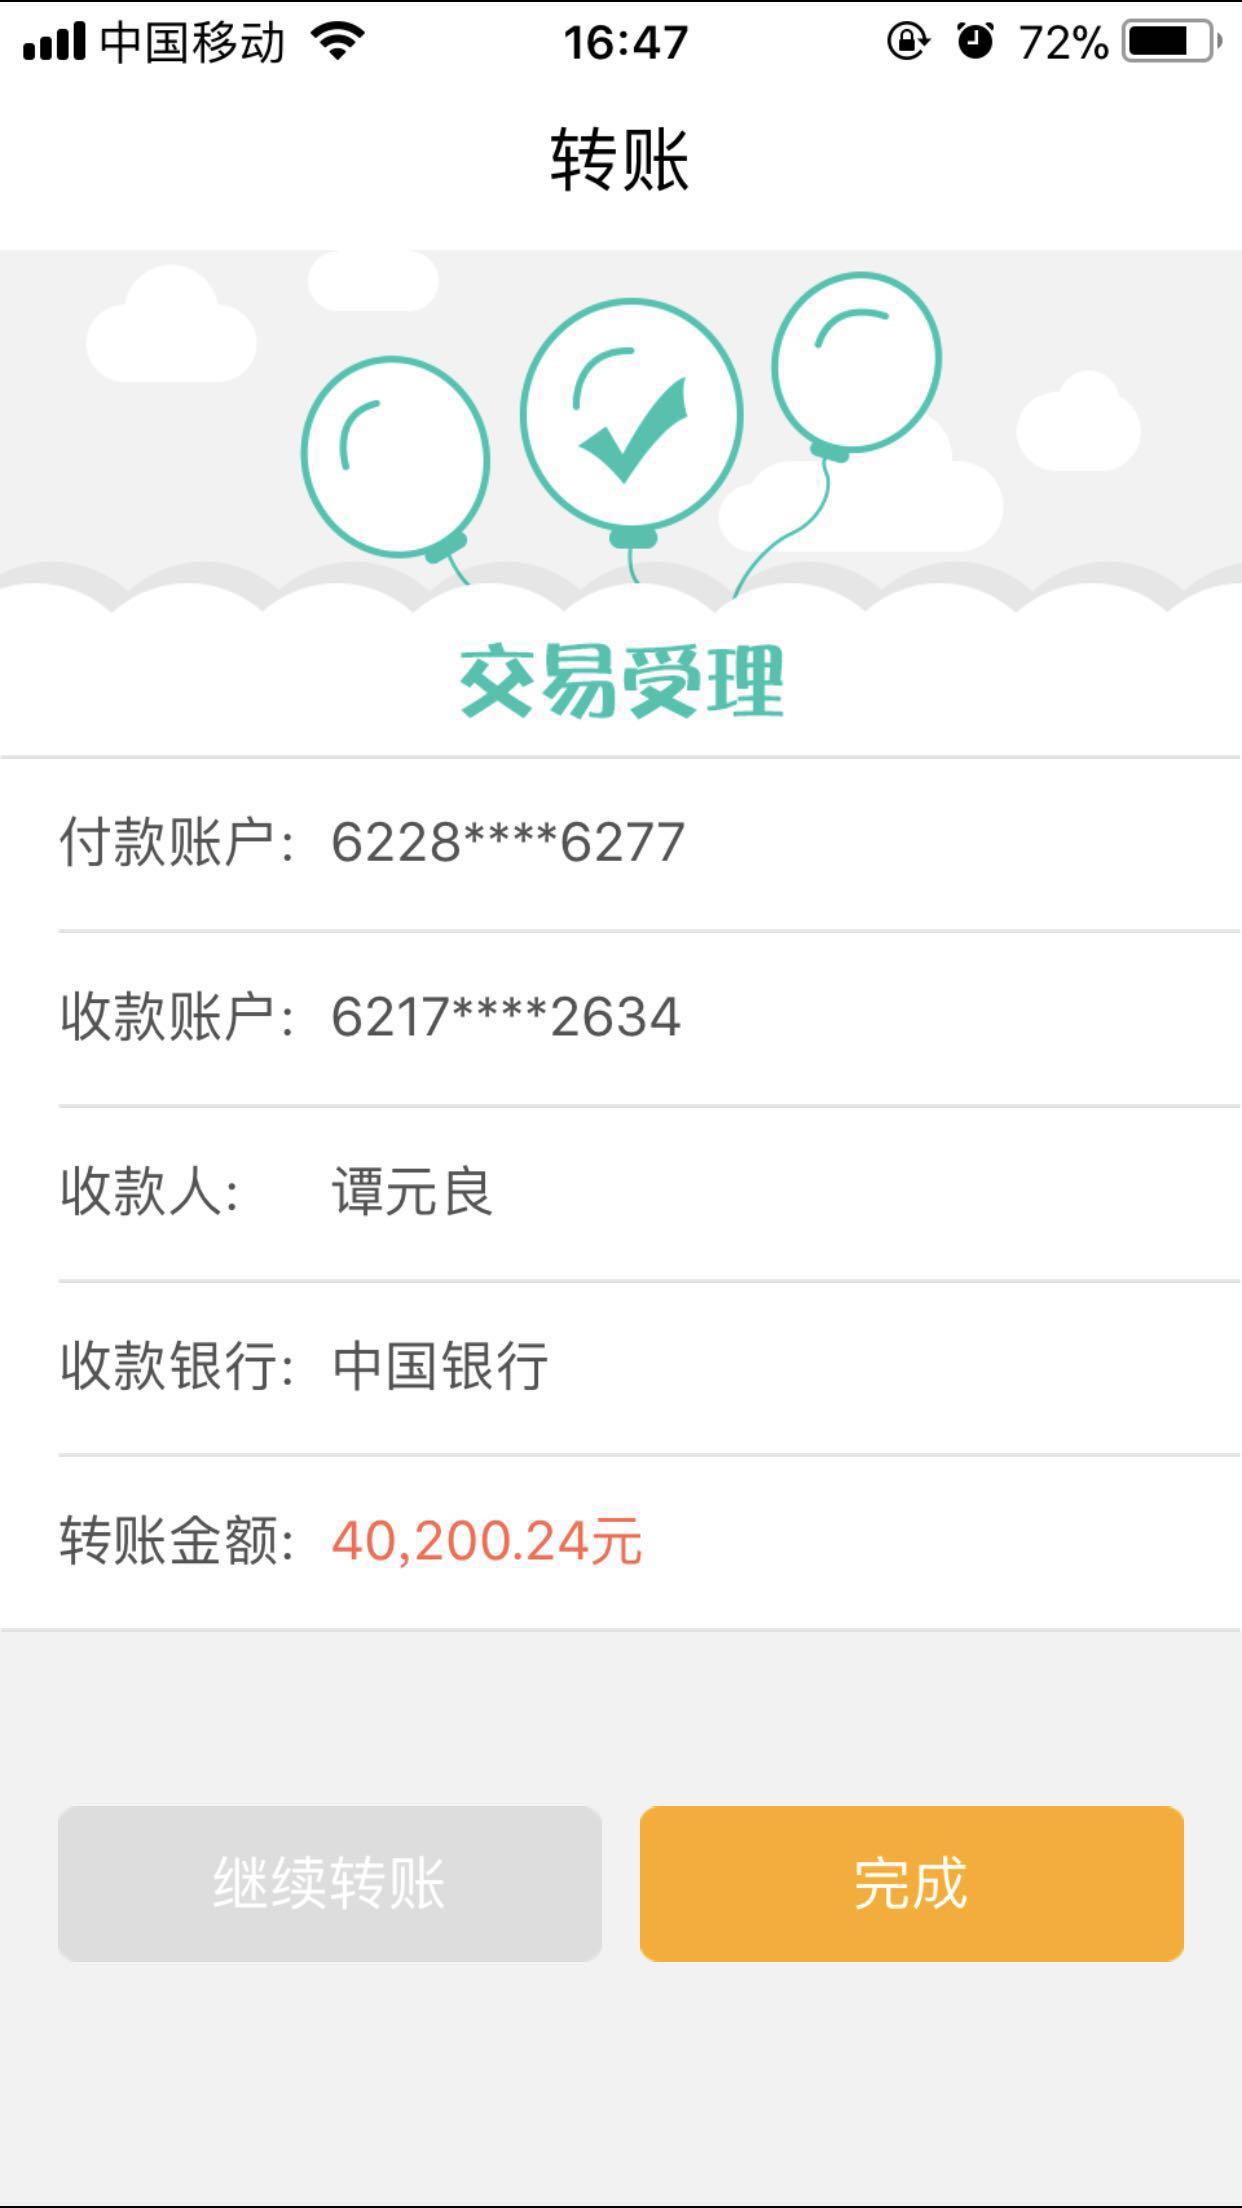 中国移动 16:47 72%
转账
交易受理
付款账户: 6228****6277
收款账户: 6217****2634
收款人: 谭元良
收款银行: 中国银行
转账金额: 40,200.24元
继续转账 完成